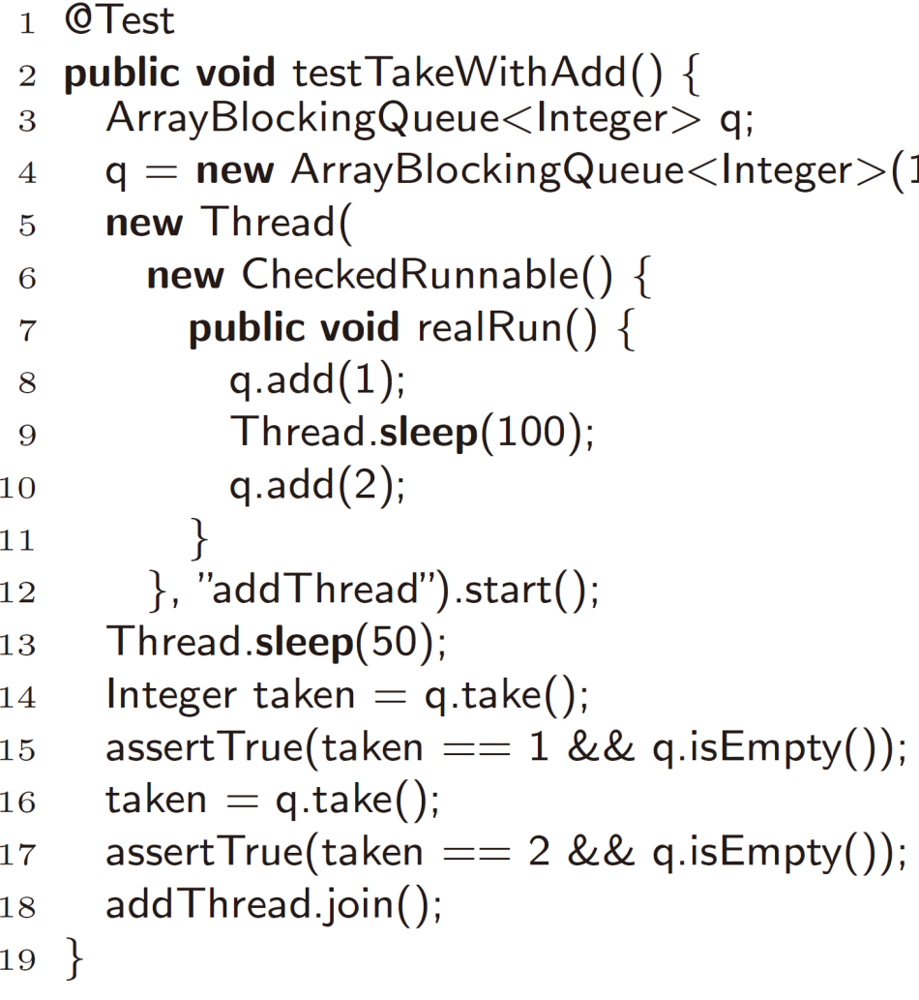 1 @Test
2 public void testTakeWithAdd() {
3 ArrayBlockingQueue<Integer> q;
4 q = new ArrayBlockingQueue<Integer>(1
5 new Thread(
6 new CheckedRunnable() {
7 public void realRun() {
8 q.add(1);
9 Thread.sleep(100);
10 q.add(2);
11 }
12 }, ”addThread”).start();
13 Thread.sleep(50);
14 Integer taken = q.take();
15 assertTrue(taken == 1 && q.isEmpty());
16 taken = q.take();
17 assertTrue(taken == 2 && q.isEmpty());
18 addThread.join();
19 }